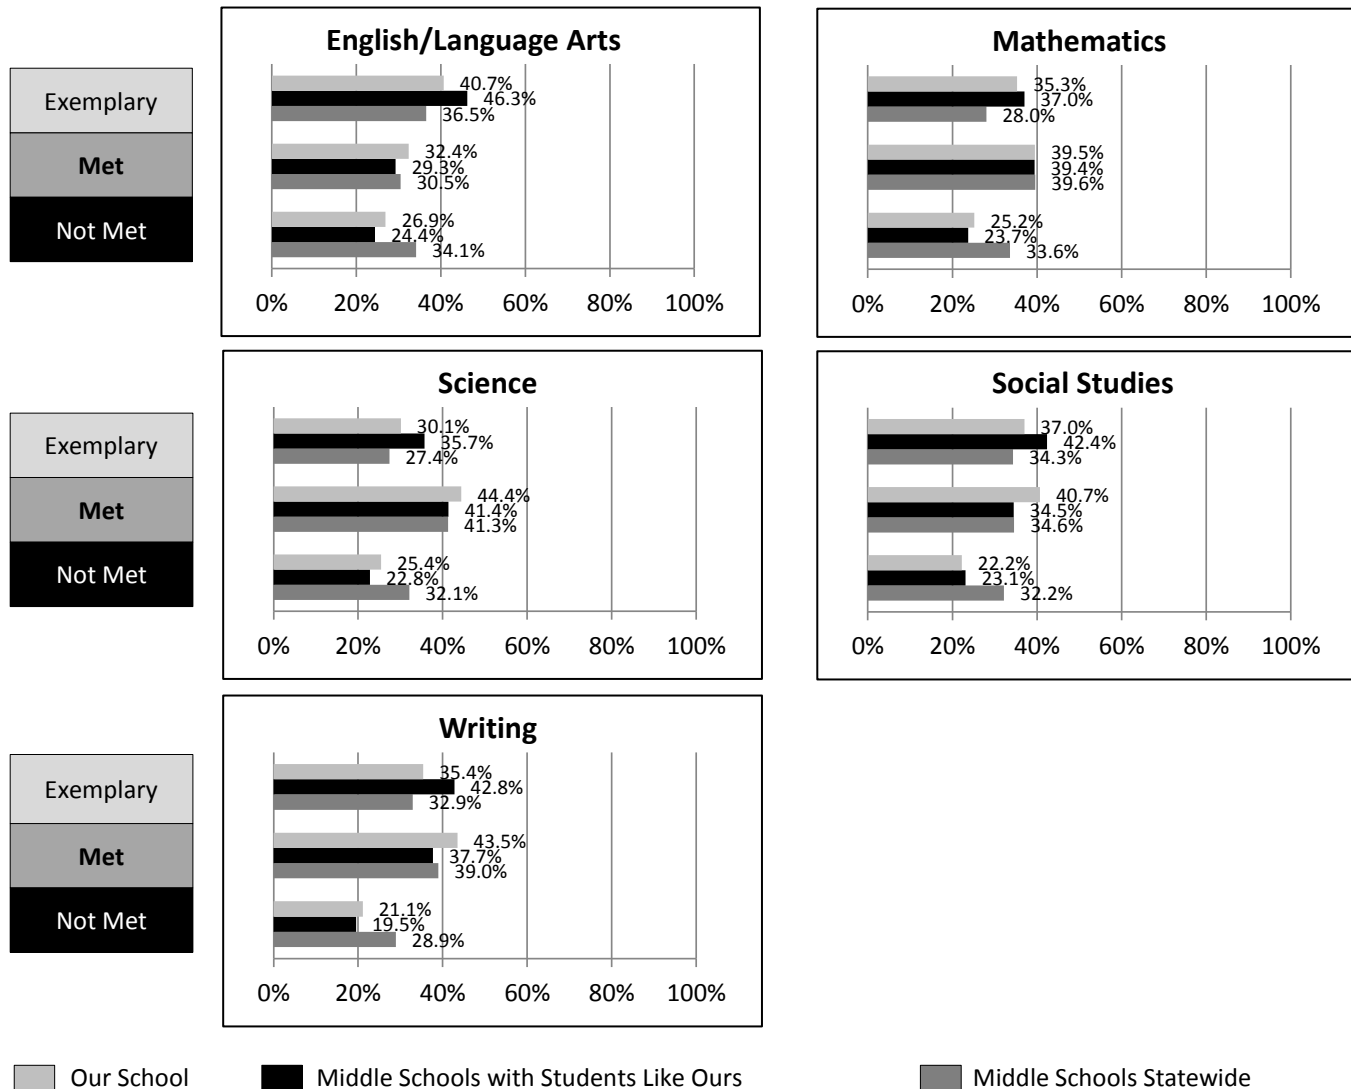 English/Language Arts
Exemplary
Met
Not Met
40.7%
46.3%
36.5%
32.4%
29.3%
30.5%
26.9%
24.4%
34.1%
0% 20% 40% 60% 80% 100%
Mathematics
35.3%
37.0%
28.0%
39.5%
39.4%
39.6%
25.2%
23.7%
33.6%
0% 20% 40% 60% 80% 100%
Science
Exemplary
Met
Not Met
30.1%
35.7%
27.4%
44.4%
41.4%
41.3%
25.4%
22.8%
32.1%
0% 20% 40% 60% 80% 100%
Social Studies
37.0%
42.4%
34.3%
40.7%
34.5%
34.6%
22.2%
23.1%
32.2%
0% 20% 40% 60% 80% 100%
Writing
Exemplary
Met
Not Met
35.4%
42.8%
32.9%
43.5%
37.7%
39.0%
21.1%
19.5%
28.9%
0% 20% 40% 60% 80% 100%
Our School Middle Schools with Students Like Ours Middle Schools Statewide